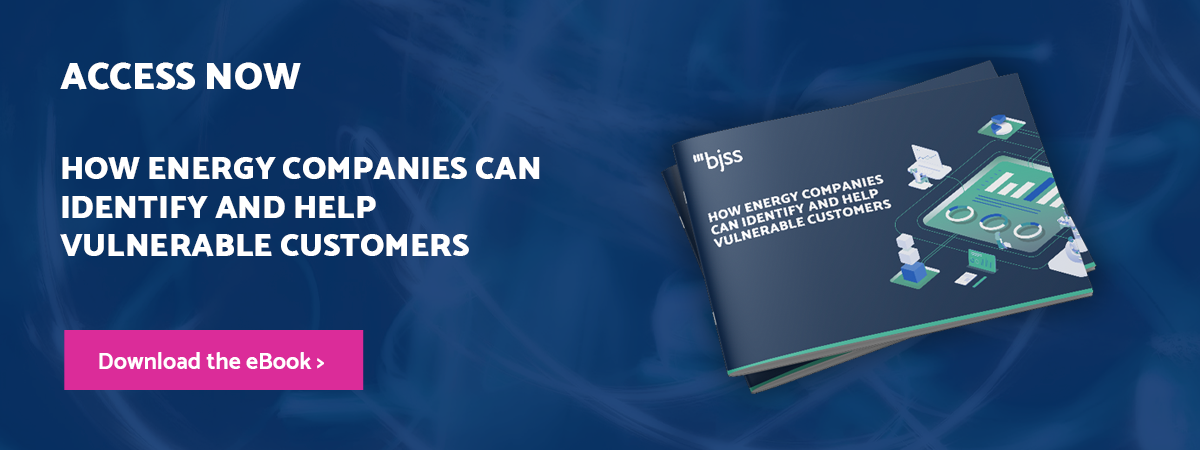 ACCESS NOW
HOW ENERGY COMPANIES CAN
IDENTIFY AND HELP
VULNERABLE CUSTOMERS
Download the eBook >
bjss
HOW ENERGY COMPANIES
CAN IDENTIFY AND HELP
VULNERABLE CUSTOMERS